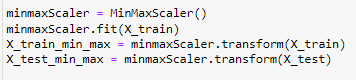 minmaxScaler = MinMaxScaler()
minmaxScaler.fit(X_train)
X_train_min_max = minmaxScaler.transform(X_train)
X_test_min_max = minmaxScaler.transform(X_test)